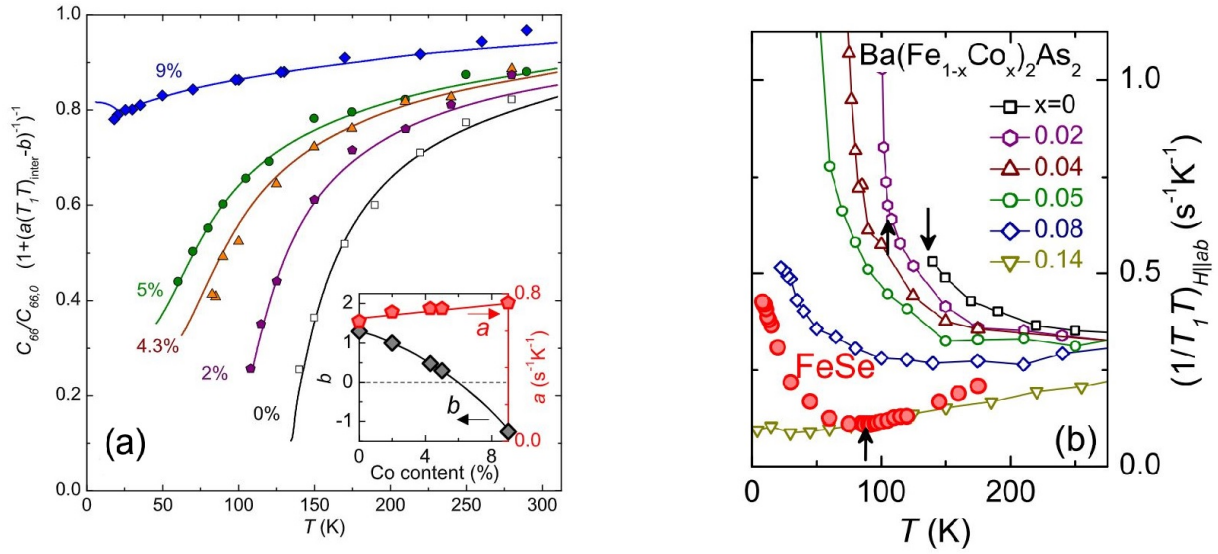 C66/C66,0 (1+(a(T1T)inter-b)-1)-1
1.0
0.8
0.6
0.4
0.2
0.0
9%
5%
4.3%
2%
0%
(a)
0 50 100 150 200 250 300
T (K)
b
2
1
0
-1
a
b
0.8
0.0
a (s-1K-1)
0 4 8
Co content (%)
Ba(Fe1-xCox)2As2
x=0
0.02
0.04
0.05
0.08
0.14
FeSe
(b)
1.0
0.5
0.0
(1/T1T)H||ab (s-1K-1)
0 100 200
T (K)